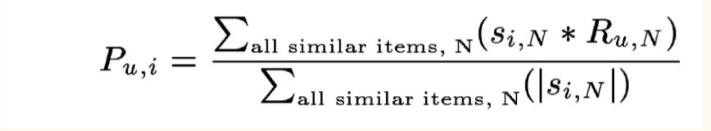 P_{u,i} = \frac{\sum_{\text{all similar items, N}}(s_{i,N} * R_{u,N})}{\sum_{\text{all similar items, N}}(|s_{i,N}|)}